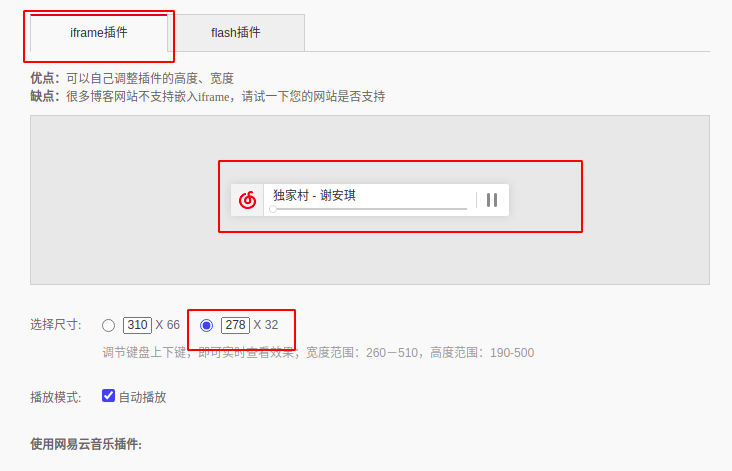 iframe插件 flash插件
优点：可以自己调整插件的高度、宽度
缺点：很多博客网站不支持嵌入iframe，请试一下您的网站是否支持
独家村 - 谢安琪
选择尺寸： 310 X 66 278 X 32
调节键盘上下键，即可实时查看效果；宽度范围：260－510，高度范围：190-500
播放模式： 自动播放
使用网易云音乐插件: